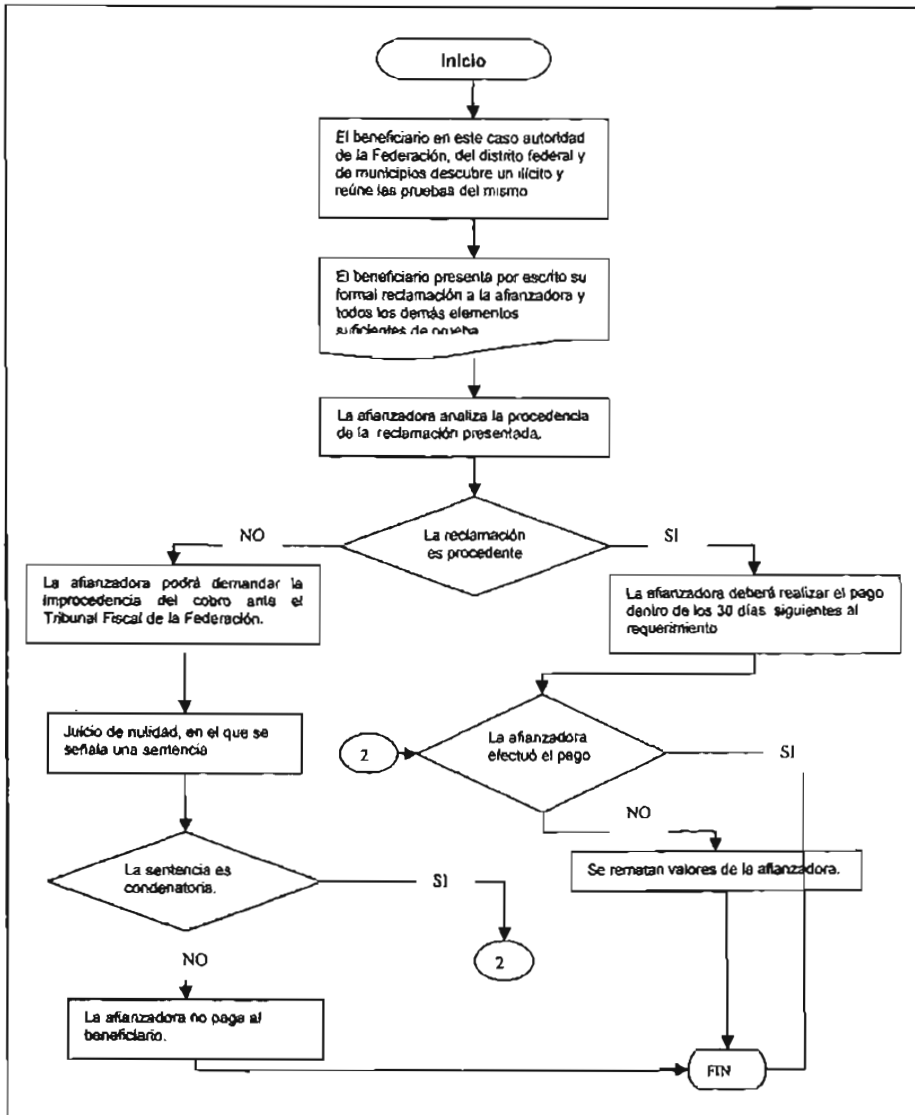 Inicio
El beneficiario en este caso autoridad
de la Federación, del distrito federal y
de municipios descubre un ilícito y
reúne las pruebas del mismo
El beneficiario presenta por escrito su
formal reclamación a la afianzadora y
todos los demás elementos
suficientes de prueba
La afianzadora analiza la procedencia
de la reclamación presentada.
La reclamación
es procedente
NO
SI
La afianzadora podrá demandar la
improcedencia del cobro ante el
Tribunal Fiscal de la Federación.
La afianzadora deberá realizar el pago
dentro de los 30 días siguientes al
requerimiento
Juicio de nulidad, en el que se
señala una sentencia
2
La afianzadora
efectuó el pago
SI
NO
Se rematan valores de la afianzadora.
La sentencia es
condenatoria.
SI
2
NO
La afianzadora no paga al
beneficiario.
FIN